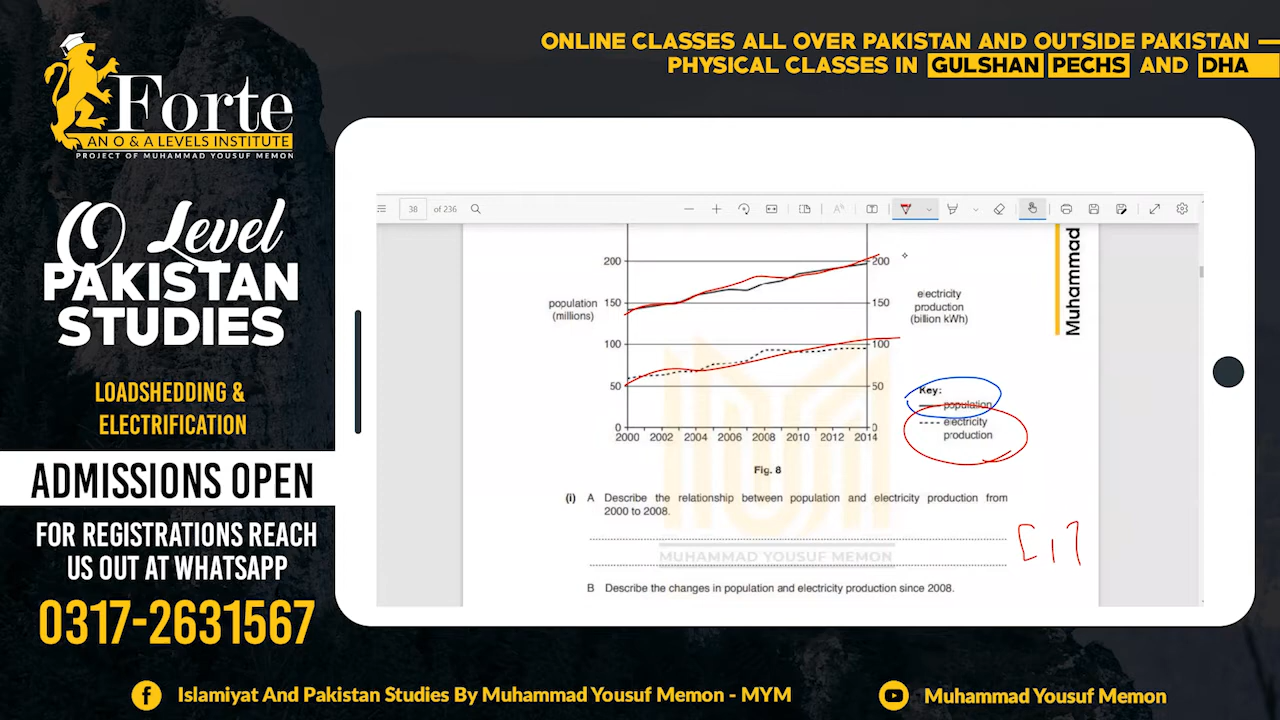 Forte
AN O & A LEVELS INSTITUTE
PROJECT OF MUHAMMAD YOUSUF MEMON
O Level
PAKISTAN
STUDIES
LOADSHEDDING &
ELECTRIFICATION
ADMISSIONS OPEN
FOR REGISTRATIONS REACH
US OUT AT WHATSAPP
0317-2631567
ONLINE CLASSES ALL OVER PAKISTAN AND OUTSIDE PAKISTAN
PHYSICAL CLASSES IN GULSHAN PECHS AND DHA
38 of 236
Muhammad
200 200
population
(millions)
150 150
electricity
production
(billion kWh)
100 100
50 50
0 0
2000 2002 2004 2006 2008 2010 2012 2014
Key:
population
electricity
production
Fig. 8
(i) A Describe the relationship between population and electricity production from
2000 to 2008.
[1]
MUHAMMAD YOUSUF MEMON
B Describe the changes in population and electricity production since 2008.
Islamiyat And Pakistan Studies By Muhammad Yousuf Memon - MYM
Muhammad Yousuf Memon